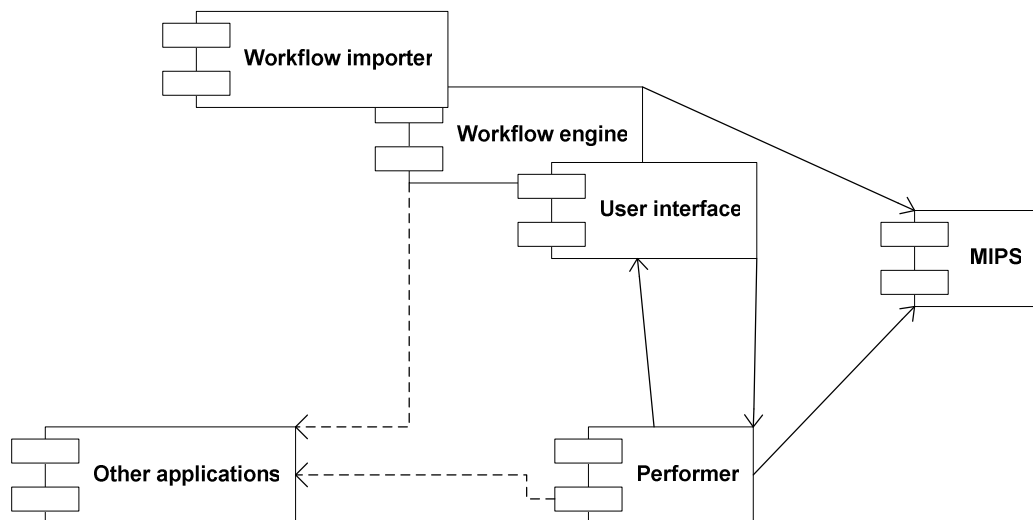 Workflow importer
Workflow engine
User interface
MIPS
Other applications
Performer